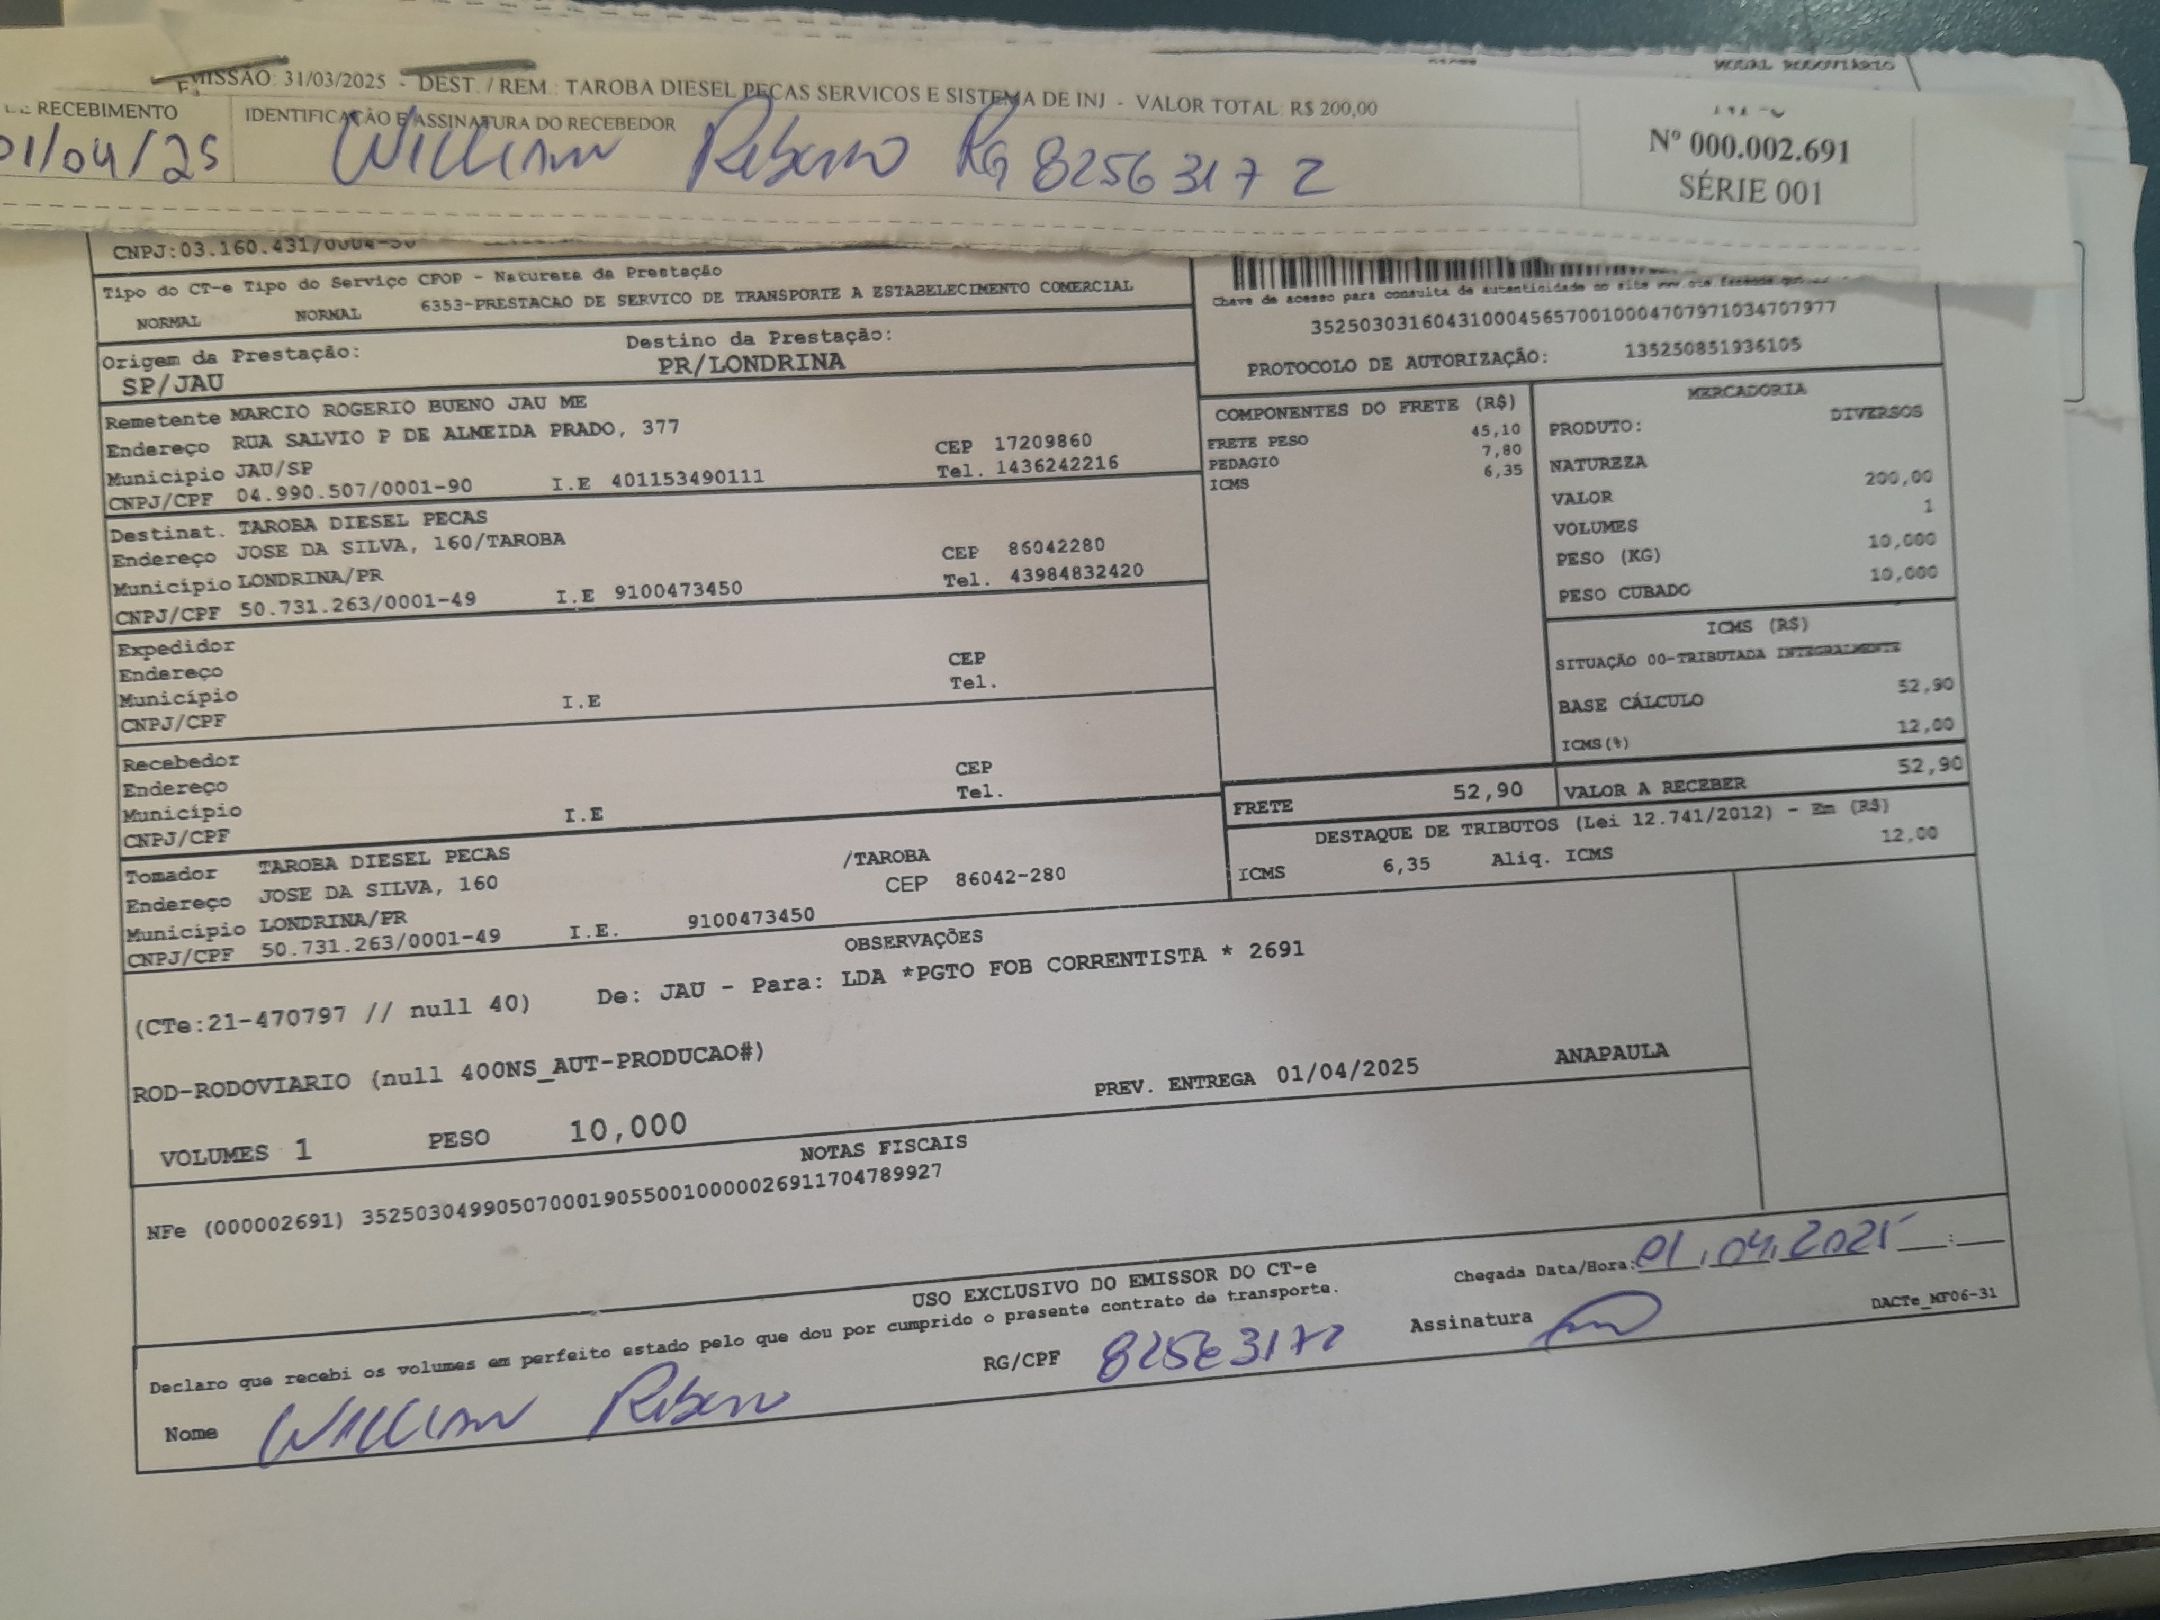 MODAL RODOVIÁRIO
EMISSÃO: 31/03/2025 - DEST. / REM.: TAROBA DIESEL PEÇAS SERVICOS E SISTEMA DE INJ - VALOR TOTAL: R$ 200,00
DE RECEBIMENTO
IDENTIFICAÇÃO E ASSINATURA DO RECEBEDOR
01/04/25
WILLIAM Ribeiro RG 82563172
Nº 000.002.691
SÉRIE 001
CNPJ:03.160.431/0004-56
Tipo do CT-e Tipo do Serviço CFOP - Natureza da Prestação
NORMAL NORMAL 6353-PRESTACAO DE SERVICO DE TRANSPORTE A ESTABELECIMENTO COMERCIAL
Origem da Prestação: Destino da Prestação:
SP/JAU PR/LONDRINA
Chave de acesso para consulta de autenticidade no site www.cte.fazenda.gov.br
35250303160431000456570010004707971034707977
PROTOCOLO DE AUTORIZAÇÃO: 135250851936105
Remetente MARCIO ROGERIO BUENO JAU ME
Endereço RUA SALVIO P DE ALMEIDA PRADO, 377 CEP 17209860
Município JAU/SP Tel. 1436242216
CNPJ/CPF 04.990.507/0001-90 I.E 401153490111
Destinat. TAROBA DIESEL PECAS
Endereço JOSE DA SILVA, 160/TAROBA CEP 86042280
Município LONDRINA/PR Tel. 43984832420
CNPJ/CPF 50.731.263/0001-49 I.E 9100473450
Expedidor
Endereço CEP
Município Tel.
CNPJ/CPF I.E
Recebedor
Endereço CEP
Município Tel.
CNPJ/CPF I.E
Tomador TAROBA DIESEL PECAS /TAROBA
Endereço JOSE DA SILVA, 160 CEP 86042-280
Município LONDRINA/PR
CNPJ/CPF 50.731.263/0001-49 I.E. 9100473450
COMPONENTES DO FRETE (R$)
FRETE PESO 45,10
PEDAGIO 7,80
ICMS 6,35
MERCADORIA
PRODUTO: DIVERSOS
NATUREZA
VALOR 200,00
VOLUMES 1
PESO (KG) 10,000
PESO CUBADO 10,000
ICMS (R$)
SITUAÇÃO 00-TRIBUTADA INTEGRALMENTE
BASE CÁLCULO 52,90
ICMS(%) 12,00
FRETE 52,90 VALOR A RECEBER 52,90
DESTAQUE DE TRIBUTOS (Lei 12.741/2012) - Em (R$)
ICMS 6,35 Aliq. ICMS 12,00
OBSERVAÇÕES
(CTe:21-470797 // null 40) De: JAU - Para: LDA *PGTO FOB CORRENTISTA * 2691
ROD-RODOVIARIO (null 400NS_AUT-PRODUCAO#)
PREV. ENTREGA 01/04/2025 ANAPAULA
VOLUMES 1 PESO 10,000
NOTAS FISCAIS
NFe (000002691) 35250304990507000190550010000026911704789927
USO EXCLUSIVO DO EMISSOR DO CT-e
Declaro que recebi os volumes em perfeito estado pelo que dou por cumprido o presente contrato de transporte.
Chegada Data/Hora: 01.04.2025 :
Nome WILLIAM Ribeiro RG/CPF 82563172 Assinatura
DACTe_MF06-31